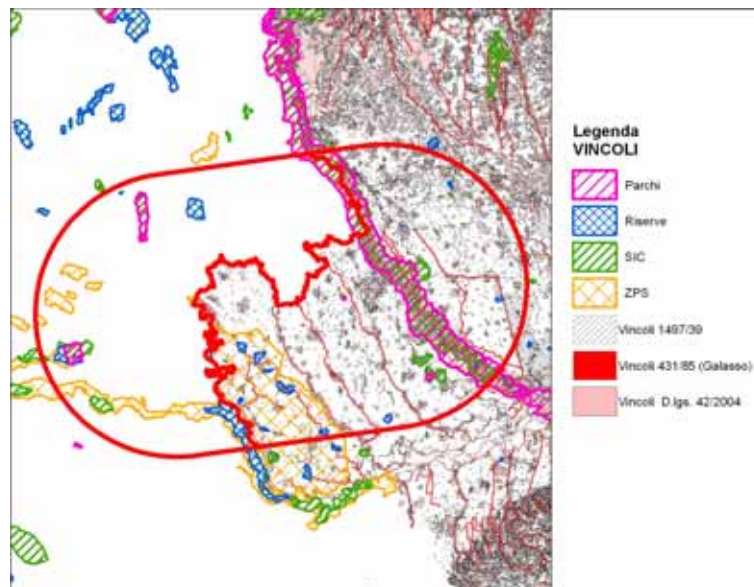 Legenda
VINCOLI
Parchi
Riserve
SIC
ZPS
Vincoli 1497/39
Vincoli 431/85 (Galasso)
Vincoli D.lgs. 42/2004